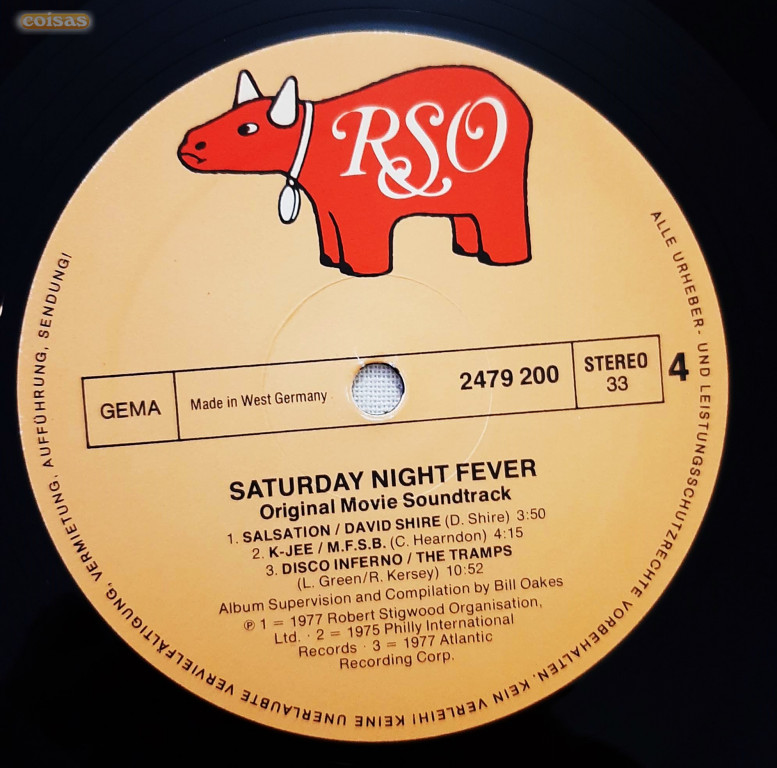 coisas
RSO
GEMA
Made in West Germany
2479 200
STEREO
33
4
SATURDAY NIGHT FEVER
Original Movie Soundtrack
1. SALSATION / DAVID SHIRE (D. Shire) 3:50
2. K-JEE / M.F.S.B. (C. Hearndon) 4:15
3. DISCO INFERNO / THE TRAMPS
(L. Green/R. Kersey) 10:52
Album Supervision and Compilation by Bill Oakes
℗ 1 = 1977 Robert Stigwood Organisation,
Ltd. · 2 = 1975 Philly International
Records · 3 = 1977 Atlantic
Recording Corp.
ALLE URHEBER- UND LEISTUNGSSCHUTZRECHTE VORBEHALTEN. KEIN VERLEIH! KEINE UNERLAUBTE VERVIELFÄLTIGUNG, VERMIETUNG, AUFFÜHRUNG, SENDUNG!